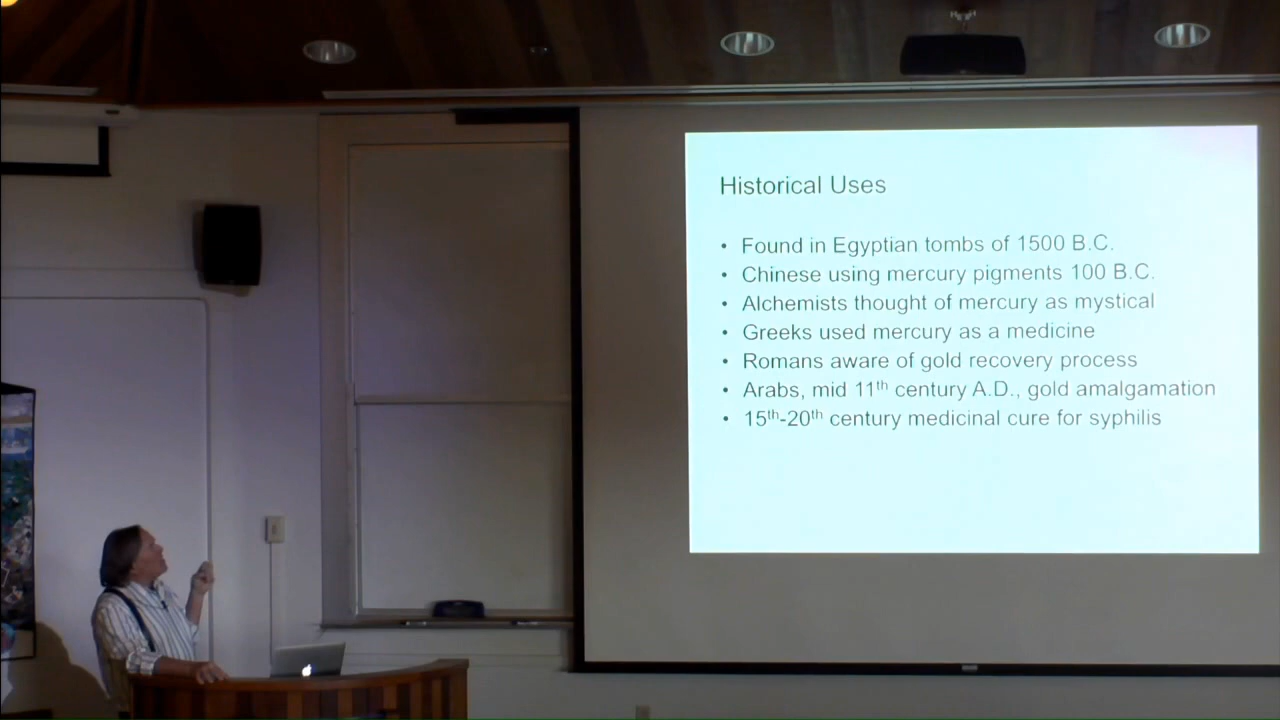 Historical Uses
• Found in Egyptian tombs of 1500 B.C.
• Chinese using mercury pigments 100 B.C.
• Alchemists thought of mercury as mystical
• Greeks used mercury as a medicine
• Romans aware of gold recovery process
• Arabs, mid 11th century A.D., gold amalgamation
• 15th-20th century medicinal cure for syphilis